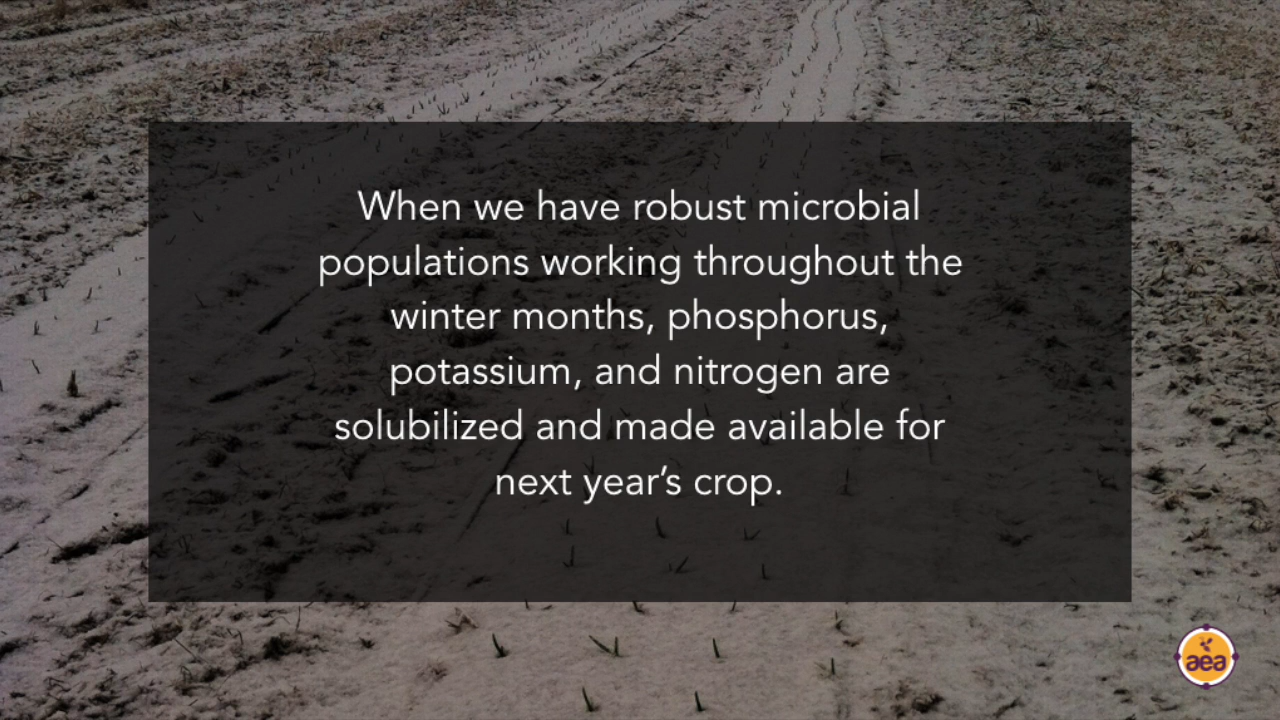 When we have robust microbial
populations working throughout the
winter months, phosphorus,
potassium, and nitrogen are
solubilized and made available for
next year's crop.
aea